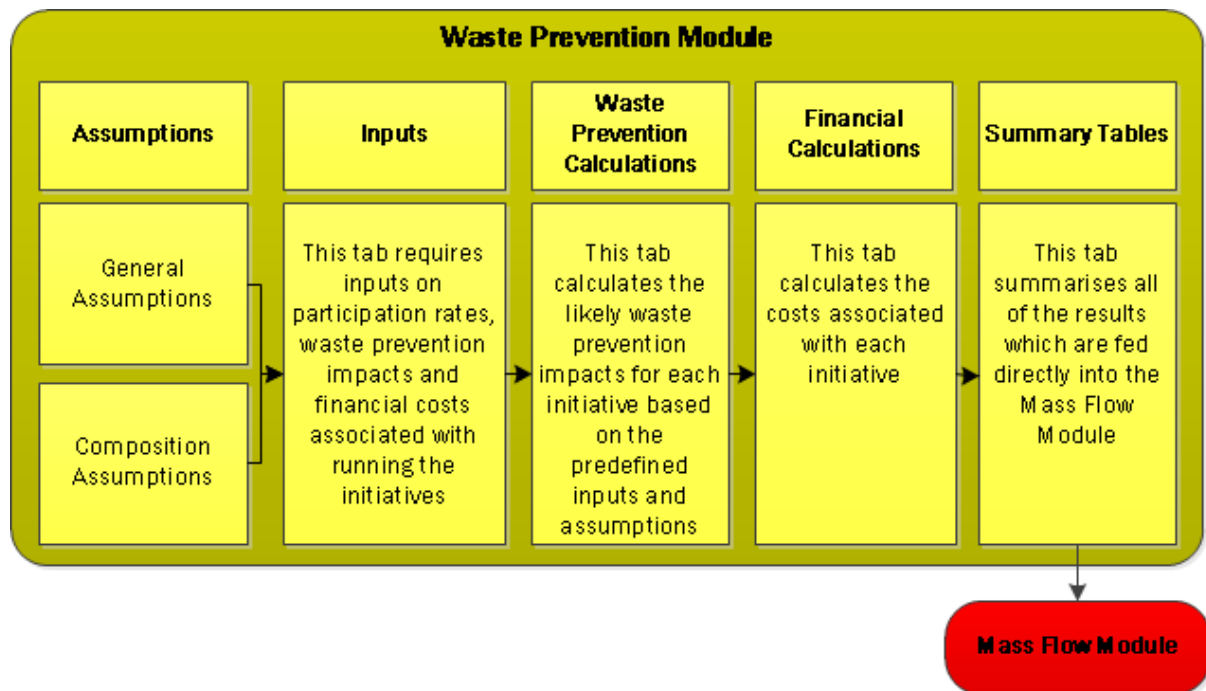 Waste Prevention Module
Assumptions
Inputs
Waste
Prevention
Calculations
Financial
Calculations
Summary Tables
General
Assumptions
Composition
Assumptions
This tab requires
inputs on
participation rates,
waste prevention
impacts and
financial costs
associated with
running the
initiatives
This tab
calculates the
likely waste
prevention
impacts for each
initiative based
on the
predefined
inputs and
assumptions
This tab
calculates the
costs associated
with each
initiative
This tab
summarises all
of the results
which are fed
directly into the
Mass Flow
Module
Mass Flow Module